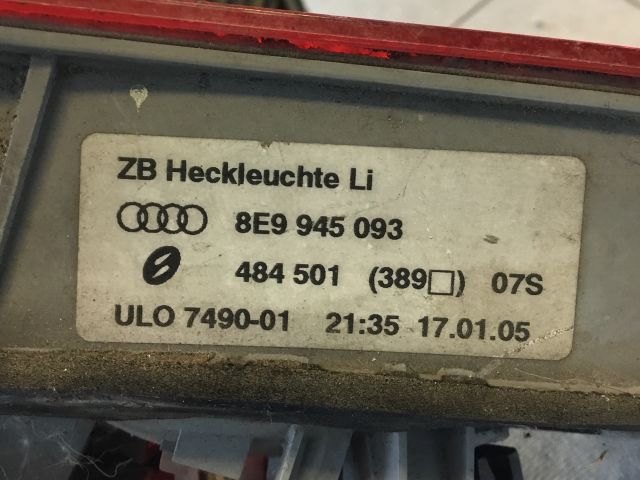 ZB Heckleuchte Li
8E9 945 093
484 501 (389□) 07S
ULO 7490-01 21:35 17.01.05